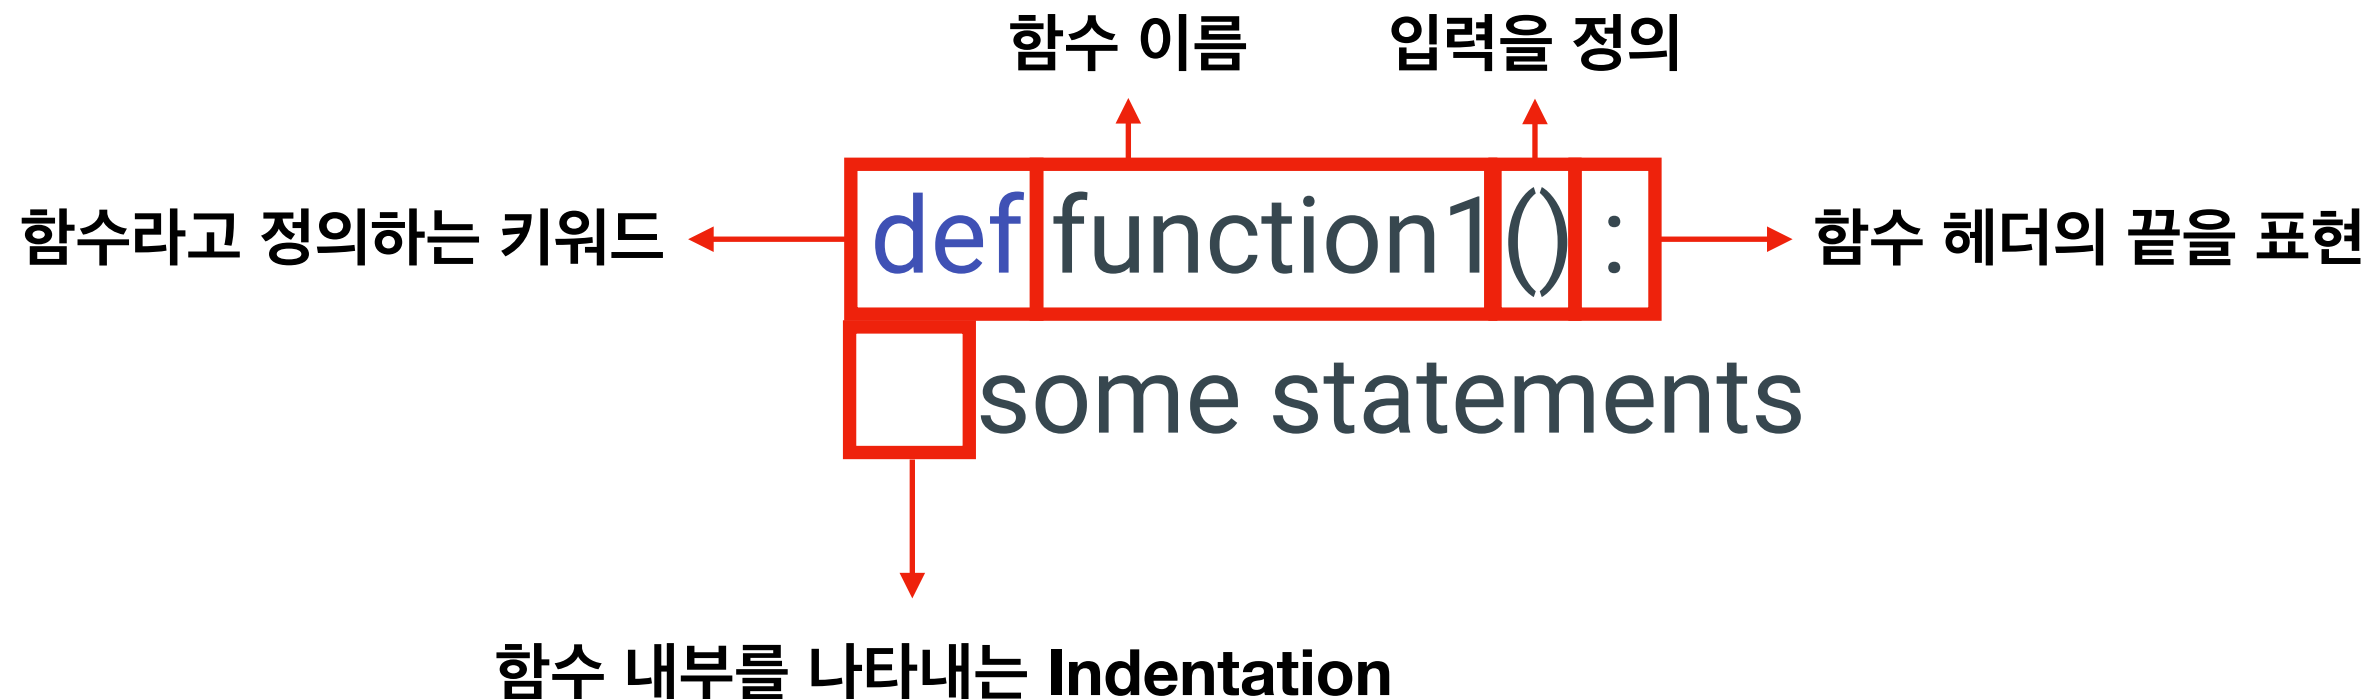 함수 이름
입력을 정의
함수라고 정의하는 키워드
def function1() :
함수 헤더의 끝을 표현
some statements
함수 내부를 나타내는 Indentation